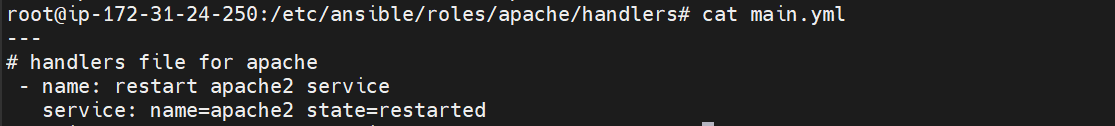 root@ip-172-31-24-250:/etc/ansible/roles/apache/handlers# cat main.yml
---
# handlers file for apache
 - name: restart apache2 service
   service: name=apache2 state=restarted